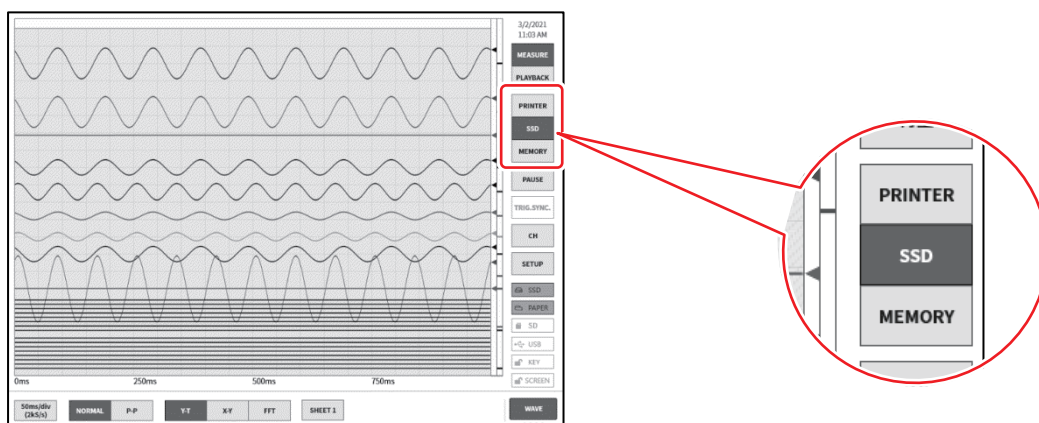 3/2/2021
11:03 AM
MEASURE
PLAYBACK
PRINTER
SSD
MEMORY
PAUSE
TRIG.SYNC.
CH
SETUP
SSD
PAPER
SD
USB
KEY
SCREEN
0ms 250ms 500ms 750ms
50ms/div
(2kS/s)
NORMAL P-P Y-T X-Y FFT SHEET 1 WAVE
PRINTER
SSD
MEMORY